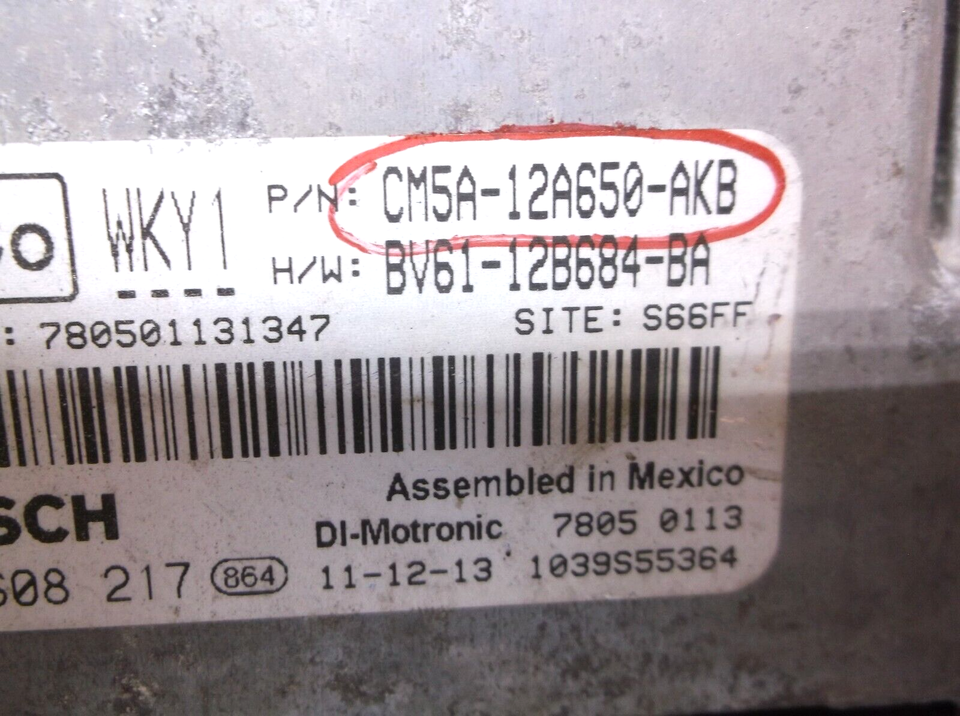 WKY1
P/N: CM5A-12A650-AKB
H/W: BV61-12B684-BA
: 780501131347 SITE: S66FF
Assembled in Mexico
SCH DI-Motronic 7805 0113
608 217 864 11-12-13 1039S55364